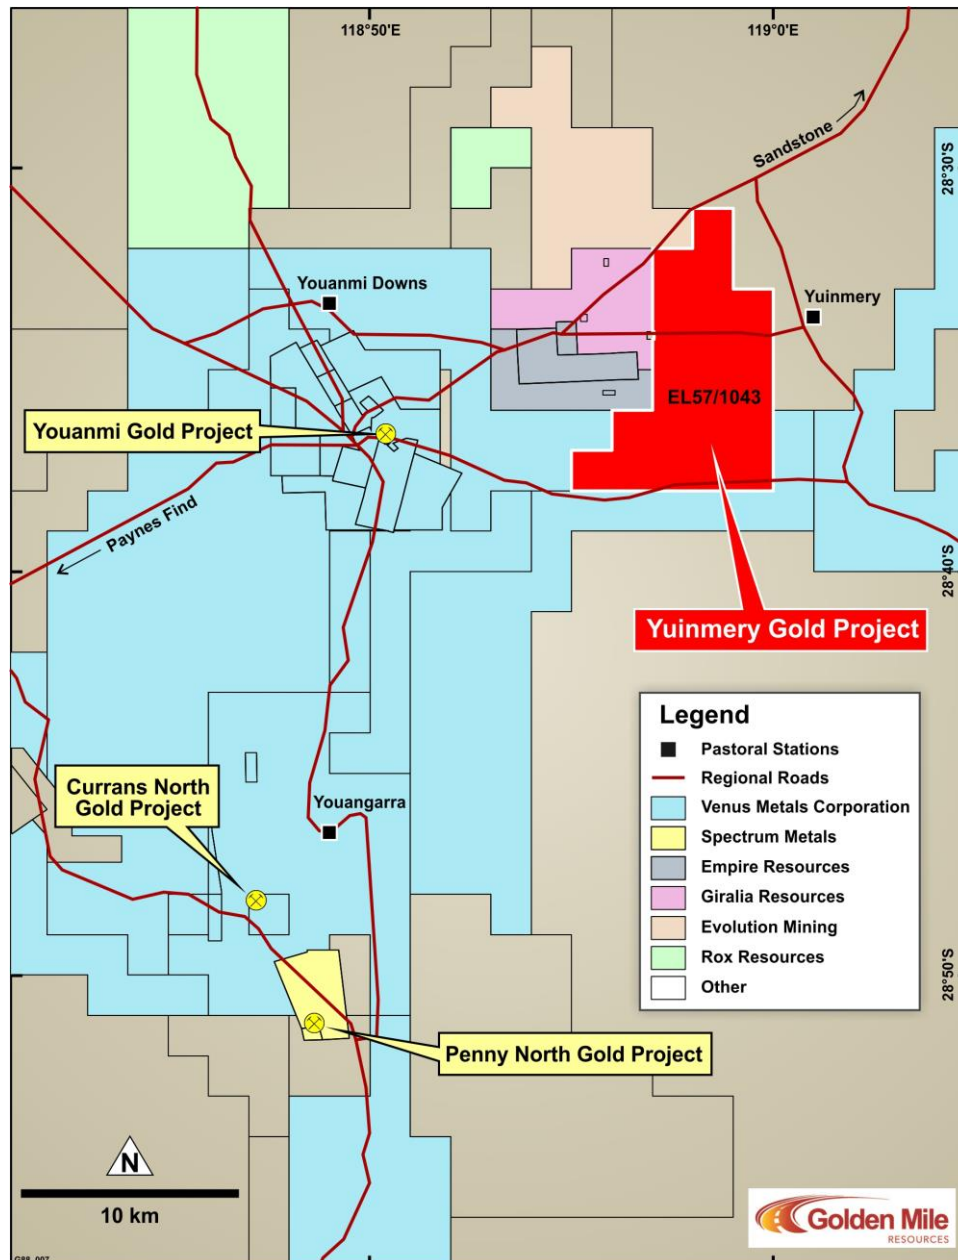 118°50'E
119°0'E
Sandstone
28°30'S
Youanmi Downs
Yuinmery
EL57/1043
Youanmi Gold Project
Paynes Find
28°40'S
Yuinmery Gold Project
Legend
Pastoral Stations
Regional Roads
Venus Metals Corporation
Spectrum Metals
Empire Resources
Giralia Resources
Evolution Mining
Rox Resources
Other
Currans North
Gold Project
Youangarra
28°50'S
Penny North Gold Project
N
10 km
Golden Mile
RESOURCES